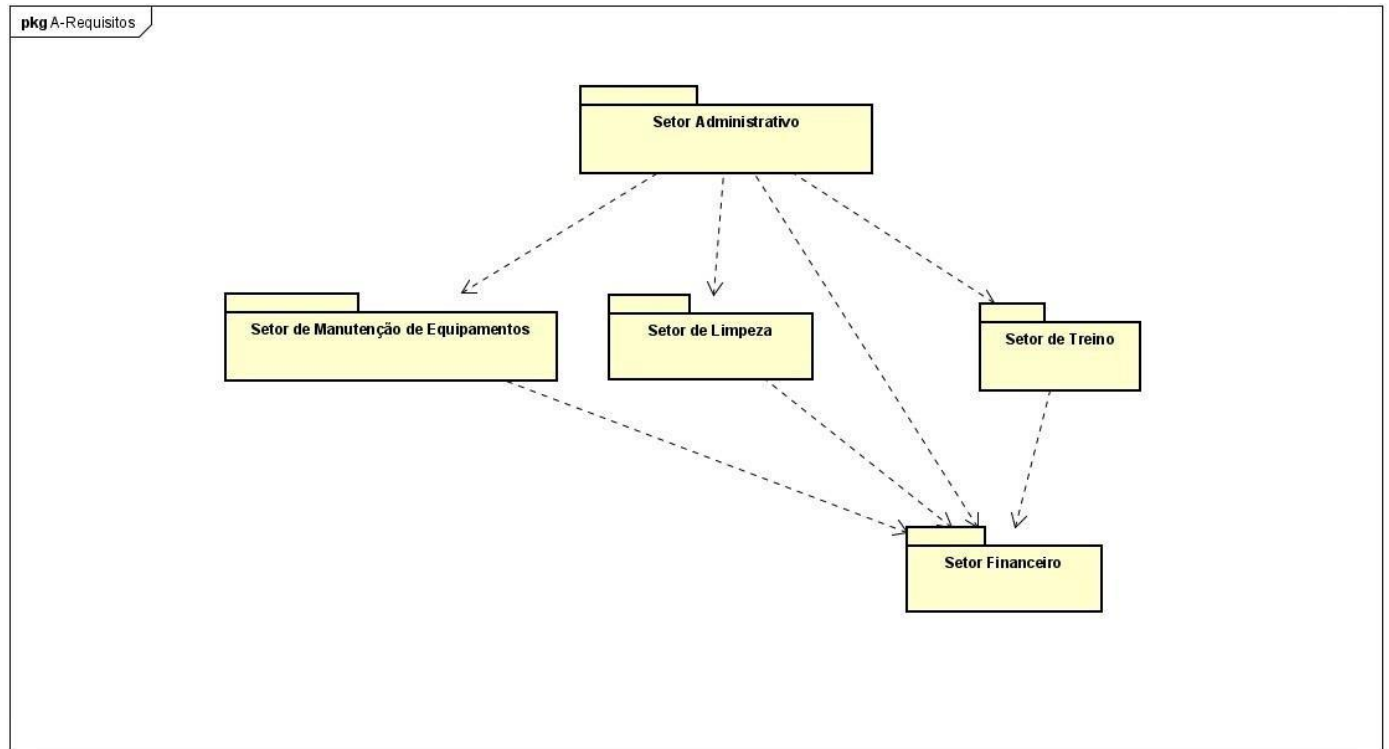 pkg A-Requisitos
Setor Administrativo
Setor de Manutenção de Equipamentos
Setor de Limpeza
Setor de Treino
Setor Financeiro